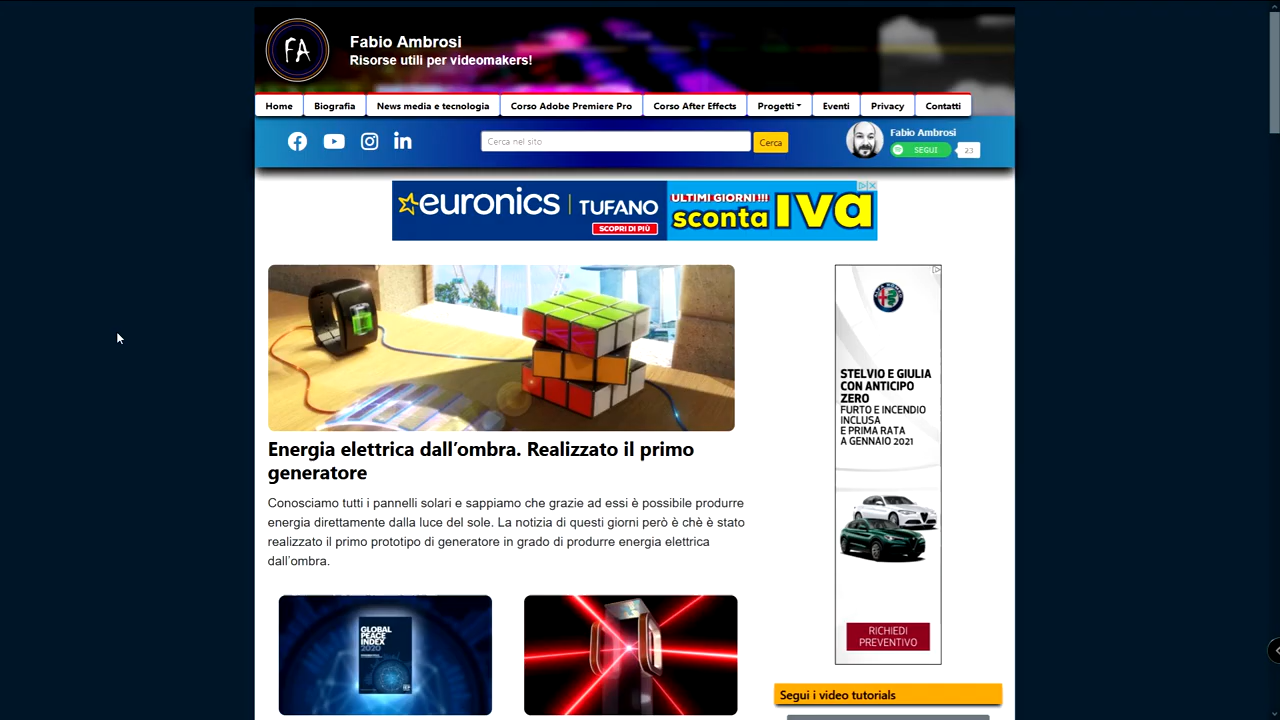 FA
Fabio Ambrosi
Risorse utili per videomakers!
Home
Biografia
News media e tecnologia
Corso Adobe Premiere Pro
Corso After Effects
Progetti
Eventi
Privacy
Contatti
Cerca nel sito
Cerca
Fabio Ambrosi
SEGUI
23
euronics
TUFANO
SCOPRI DI PIÙ
ULTIMI GIORNI!!!
sconta IVA
Energia elettrica dall’ombra. Realizzato il primo
generatore
Conosciamo tutti i pannelli solari e sappiamo che grazie ad essi è possibile produrre
energia direttamente dalla luce del sole. La notizia di questi giorni però è chè è stato
realizzato il primo prototipo di generatore in grado di produrre energia elettrica
dall’ombra.
STELVIO E GIULIA
CON ANTICIPO
ZERO
FURTO E INCENDIO
INCLUSA
E PRIMA RATA
A GENNAIO 2021
RICHIEDI
PREVENTIVO
GLOBAL
PEACE
INDEX
2020
Segui i video tutorials